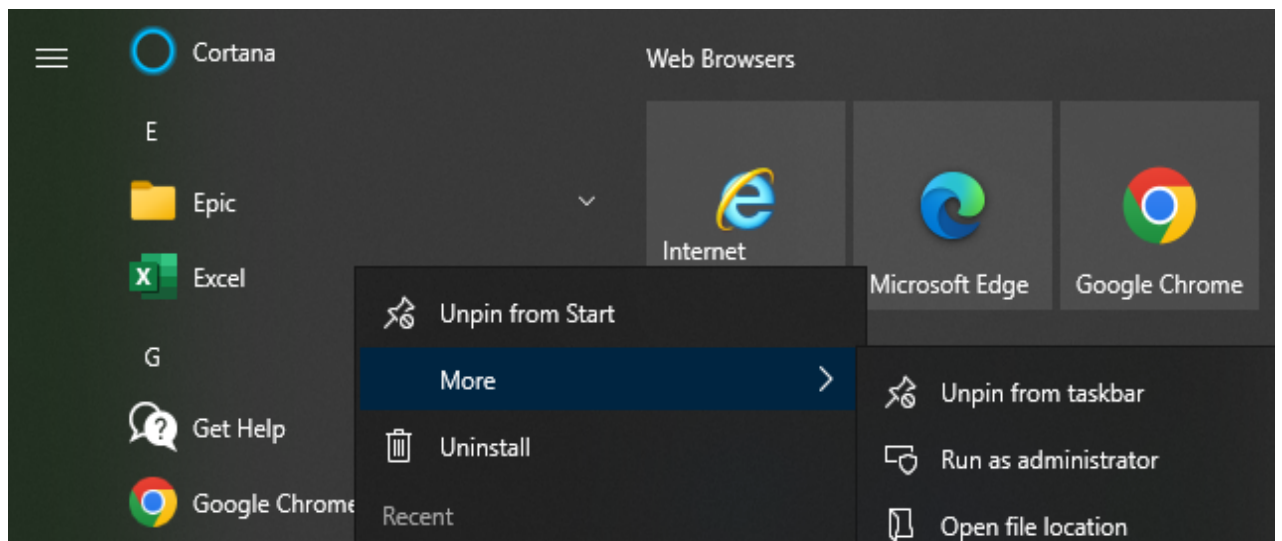 Cortana
E
Epic
Excel
G
Get Help
Google Chrome
Web Browsers
Internet
Microsoft Edge
Google Chrome
Unpin from Start
More
Uninstall
Recent
Unpin from taskbar
Run as administrator
Open file location